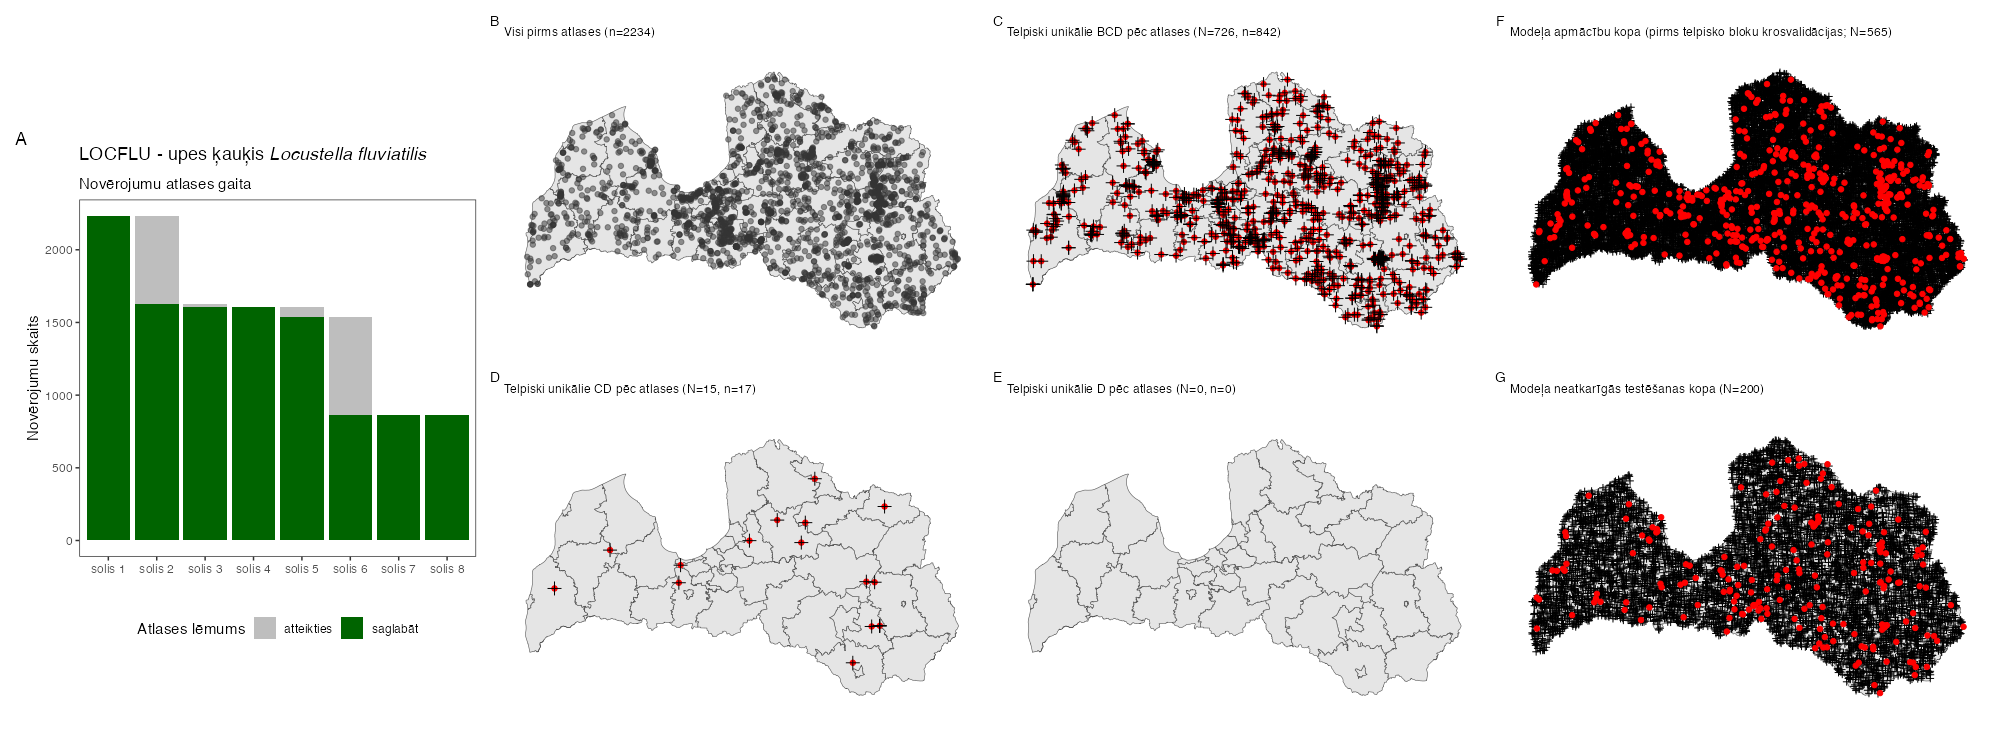 A
LOCFLU - upes ķauķis Locustella fluviatilis
Novērojumu atlases gaita
Novērojumu skaits
2000
1500
1000
500
0
solis 1 solis 2 solis 3 solis 4 solis 5 solis 6 solis 7 solis 8
Atlases lēmums atteikties saglabāt
B
Visi pirms atlases (n=2234)
C
Telpiski unikālie BCD pēc atlases (N=726, n=842)
F
Modeļa apmācību kopa (pirms telpisko bloku krosvalidācijas; N=565)
D
Telpiski unikālie CD pēc atlases (N=15, n=17)
E
Telpiski unikālie D pēc atlases (N=0, n=0)
G
Modeļa neatkarīgās testēšanas kopa (N=200)